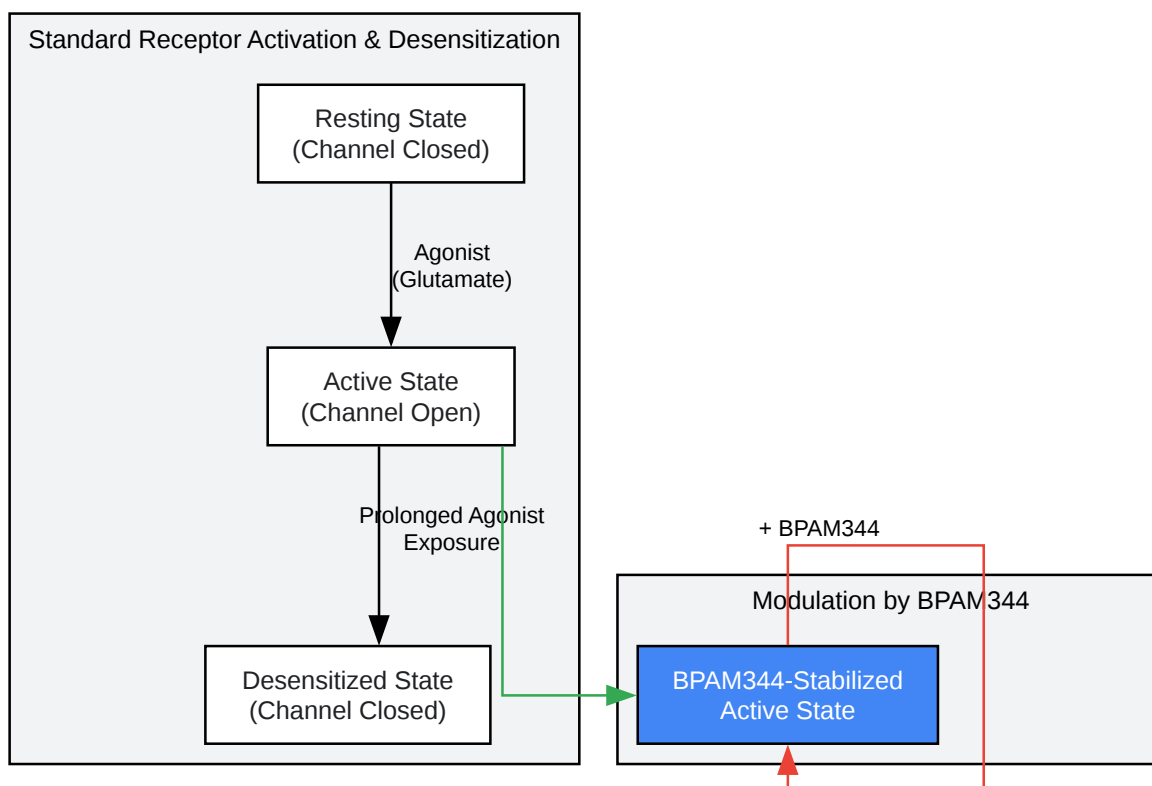 Standard Receptor Activation & Desensitization
Resting State
(Channel Closed)
Agonist
(Glutamate)
Active State
(Channel Open)
Prolonged Agonist
Exposure
Desensitized State
(Channel Closed)
+ BPAM344
Modulation by BPAM344
BPAM344-Stabilized
Active State